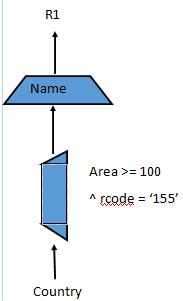 R1
Name
Area >= 100
^ rcode = ‘155’
Country